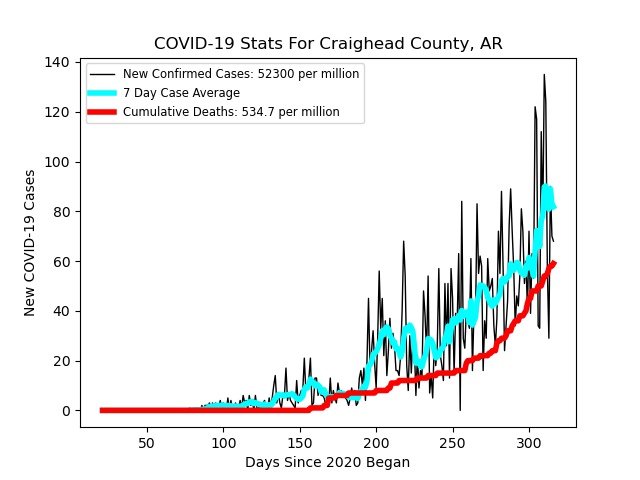 COVID-19 Stats For Craighead County, AR
New Confirmed Cases: 52300 per million
7 Day Case Average
Cumulative Deaths: 534.7 per million
140
120
100
80
60
40
20
0
New COVID-19 Cases
50 100 150 200 250 300
Days Since 2020 Began